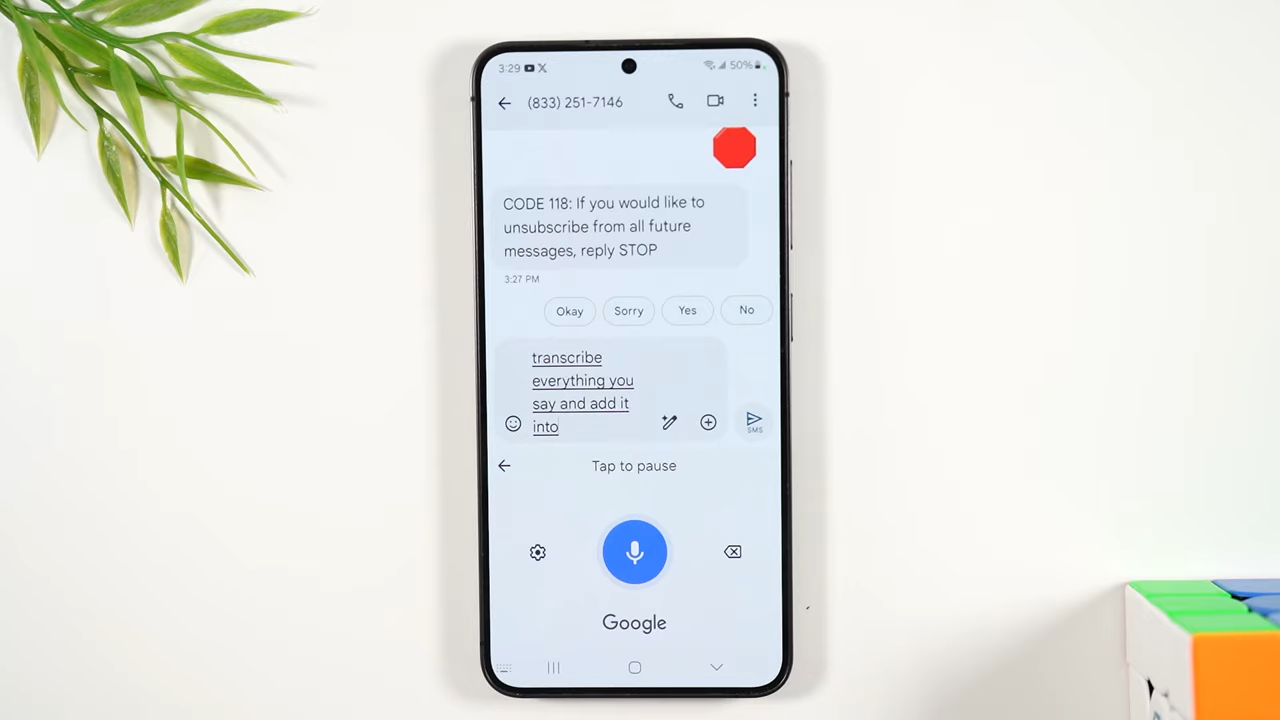 3:29 50%
(833) 251-7146
CODE 118: If you would like to
unsubscribe from all future
messages, reply STOP
3:27 PM
Okay Sorry Yes No
transcribe
everything you
say and add it
into
SMS
Tap to pause
Google